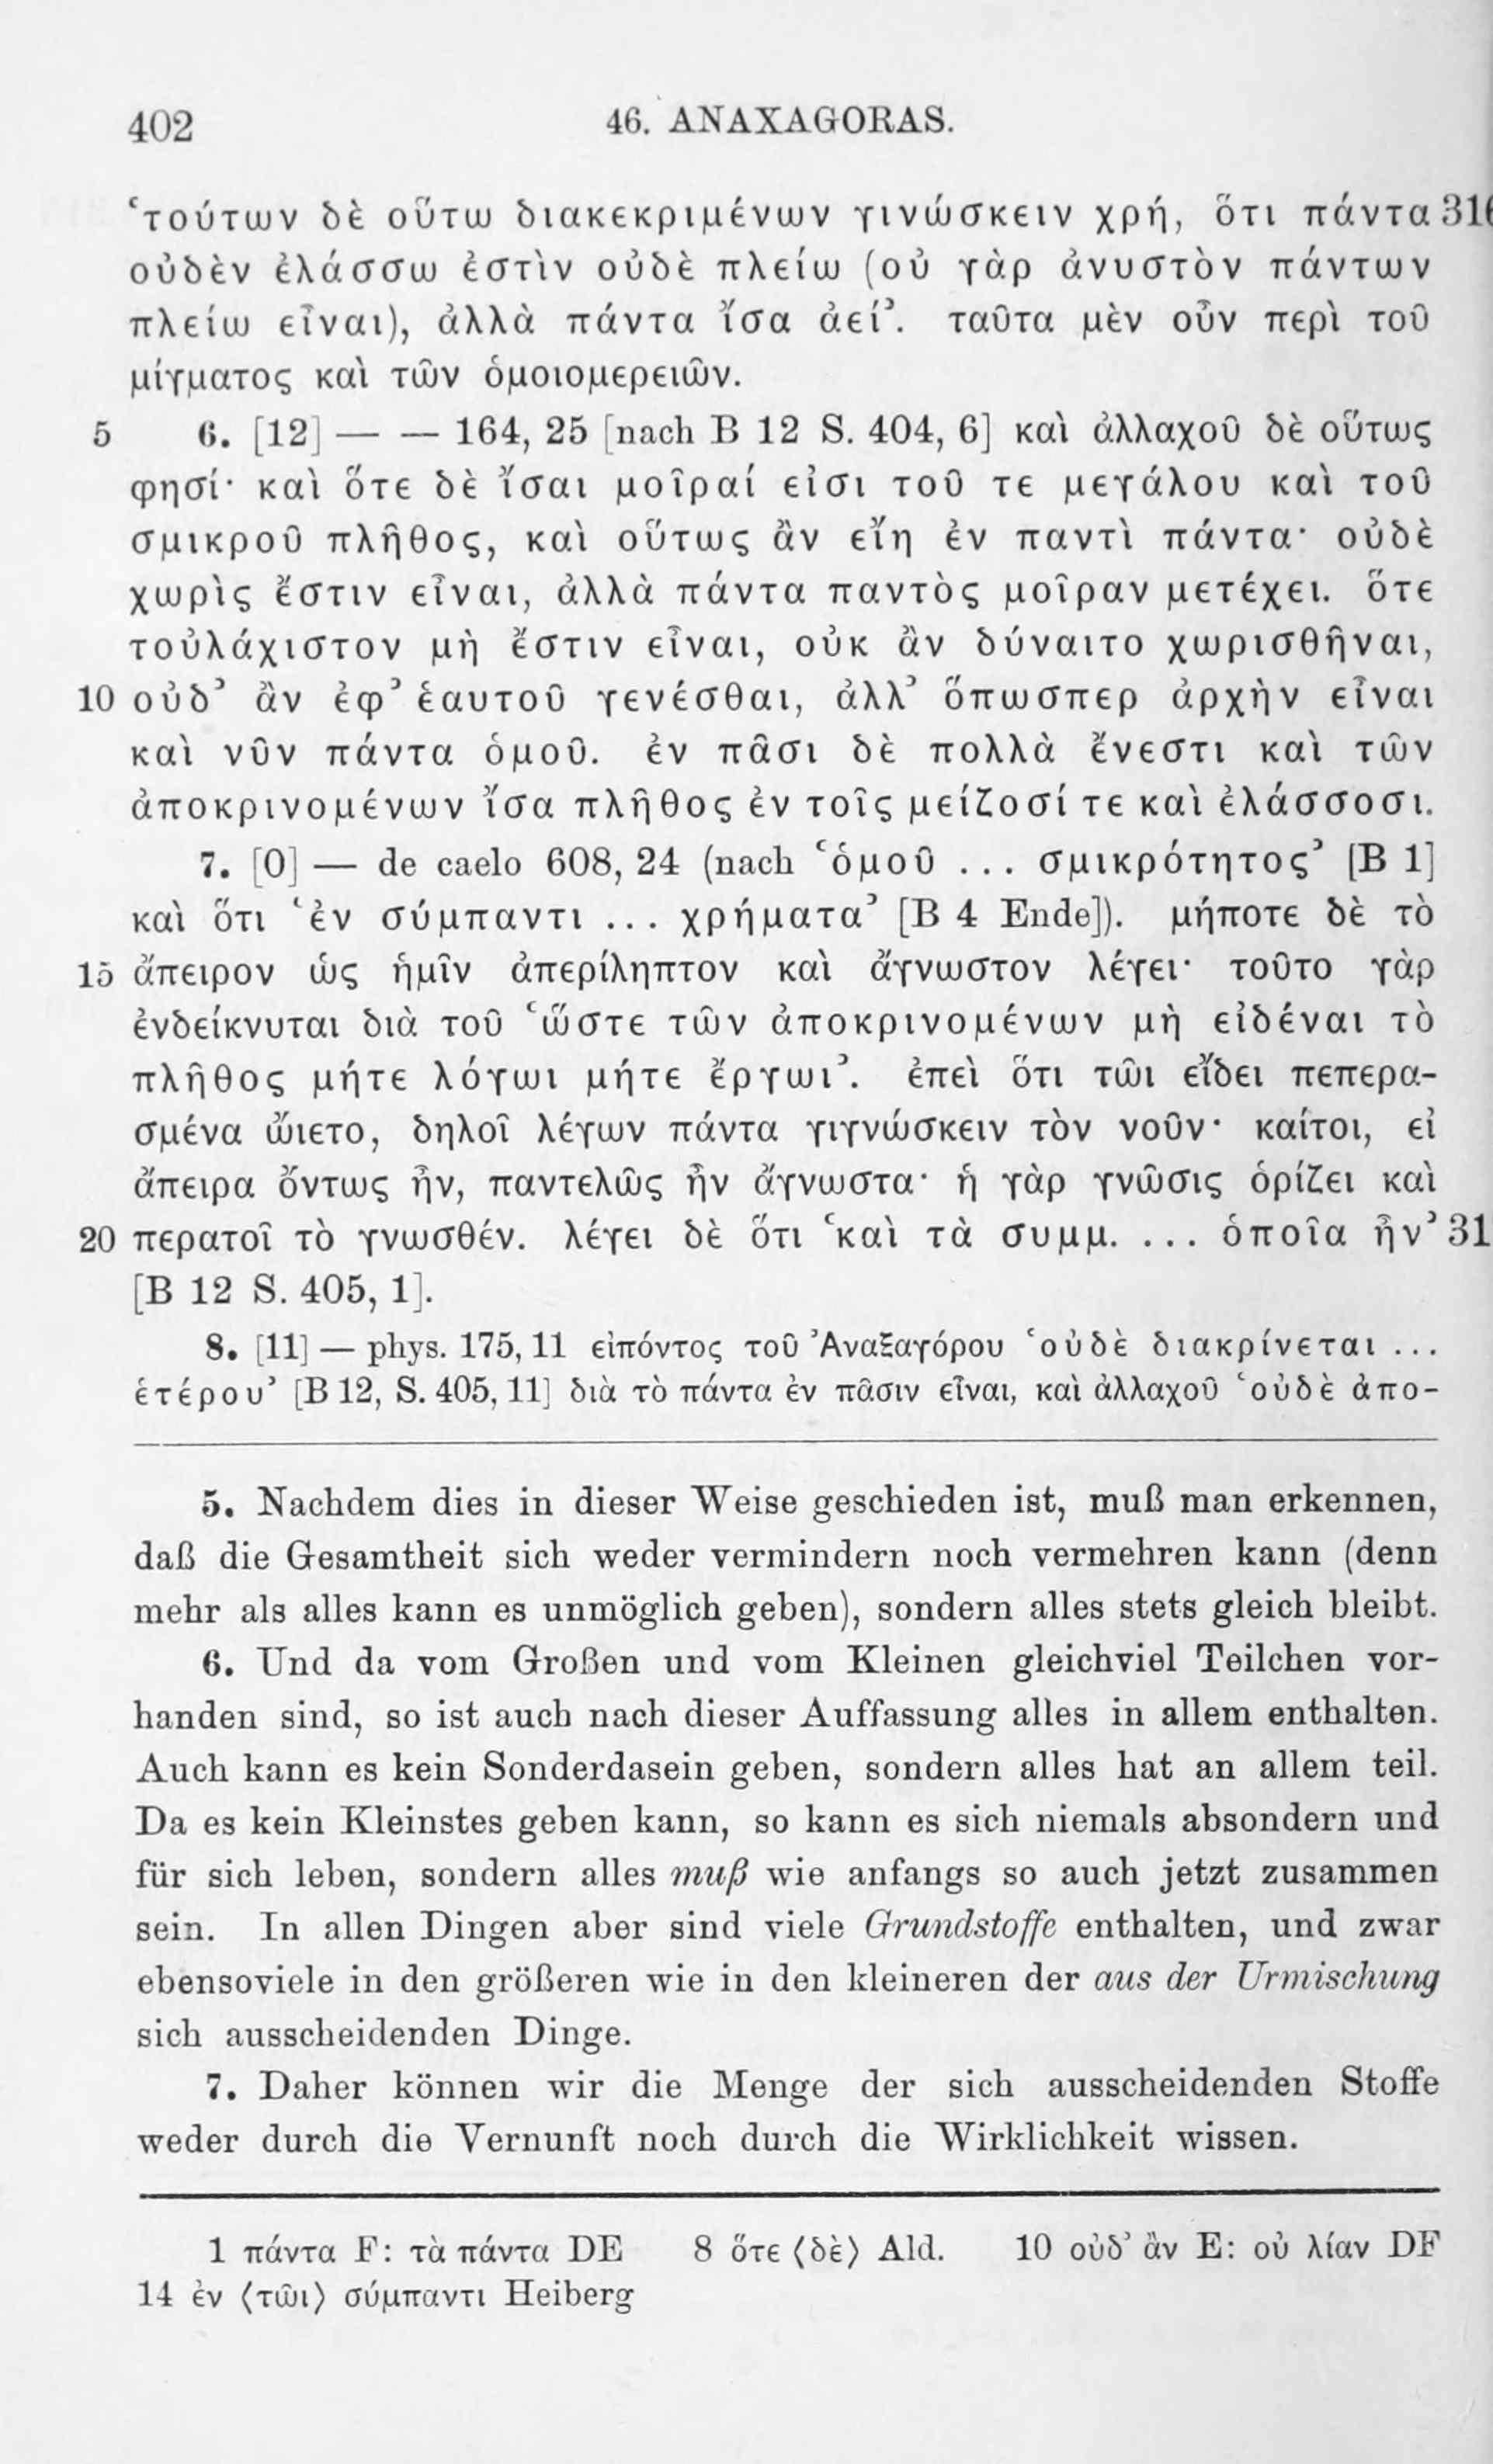 402
46. ANAXAGORAS.
‘τούτων δὲ οὕτω διακεκριμένων γινώσκειν χρή, ὅτι πάντα 316
οὐδὲν ἐλάσσω ἐστὶν οὐδὲ πλείω (οὐ γὰρ ἀνυστὸν πάντων
πλείω εἶναι), ἀλλὰ πάντα ἴσα ἀεί’. ταῦτα μὲν οὖν περὶ τοῦ
μίγματος καὶ τῶν ὁμοιομερειῶν.
5 6. [12] — — 164, 25 [nach B 12 S. 404, 6] καὶ ἀλλαχοῦ δὲ οὕτως
φησί· καὶ ὅτε δὲ ἴσαι μοῖραί εἰσι τοῦ τε μεγάλου καὶ τοῦ
σμικροῦ πλῆθος, καὶ οὕτως ἂν εἴη ἐν παντὶ πάντα· οὐδὲ
χωρὶς ἔστιν εἶναι, ἀλλὰ πάντα παντὸς μοῖραν μετέχει. ὅτε
τοὐλάχιστον μὴ ἔστιν εἶναι, οὐκ ἂν δύναιτο χωρισθῆναι,
10 οὐδ’ ἂν ἐφ’ ἑαυτοῦ γενέσθαι, ἀλλ’ ὅπωσπερ ἀρχὴν εἶναι
καὶ νῦν πάντα ὁμοῦ. ἐν πᾶσι δὲ πολλὰ ἔνεστι καὶ τῶν
ἀποκρινομένων ἴσα πλῆθος ἐν τοῖς μείζοσί τε καὶ ἐλάσσοσι.
7. [0] — de caelo 608, 24 (nach ‘ὁμοῦ ... σμικρότητος’ [B 1]
καὶ ὅτι ‘ἐν σύμπαντι ... χρήματα’ [B 4 Ende]). μήποτε δὲ τὸ
15 ἄπειρον ὡς ἡμῖν ἀπερίληπτον καὶ ἄγνωστον λέγει· τοῦτο γὰρ
ἐνδείκνυται διὰ τοῦ ‘ὥστε τῶν ἀποκρινομένων μὴ εἰδέναι τὸ
πλῆθος μήτε λόγωι μήτε ἔργωι’. ἐπεὶ ὅτι τῶι εἴδει πεπερα-
σμένα ὤιετο, δηλοῖ λέγων πάντα γιγνώσκειν τὸν νοῦν· καίτοι, εἰ
ἄπειρα ὄντως ἦν, παντελῶς ἦν ἄγνωστα· ἡ γὰρ γνῶσις ὁρίζει καὶ
20 περατοῖ τὸ γνωσθέν. λέγει δὲ ὅτι ‘καὶ τὰ συμμ. ... ὁποῖα ἦν’ 31
[B 12 S. 405, 1].
8. [11] — phys. 175, 11 εἰπόντος τοῦ Ἀναξαγόρου ‘οὐδὲ διακρίνεται ...
ἑτέρου’ [B 12, S. 405, 11] διὰ τὸ πάντα ἐν πᾶσιν εἶναι, καὶ ἀλλαχοῦ ‘οὐδὲ ἀπο-
5. Nachdem dies in dieser Weise geschieden ist, muß man erkennen,
daß die Gesamtheit sich weder vermindern noch vermehren kann (denn
mehr als alles kann es unmöglich geben), sondern alles stets gleich bleibt.
6. Und da vom Großen und vom Kleinen gleichviel Teilchen vor-
handen sind, so ist auch nach dieser Auffassung alles in allem enthalten.
Auch kann es kein Sonderdasein geben, sondern alles hat an allem teil.
Da es kein Kleinstes geben kann, so kann es sich niemals absondern und
für sich leben, sondern alles muß wie anfangs so auch jetzt zusammen
sein. In allen Dingen aber sind viele Grundstoffe enthalten, und zwar
ebensoviele in den größeren wie in den kleineren der aus der Urmischung
sich ausscheidenden Dinge.
7. Daher können wir die Menge der sich ausscheidenden Stoffe
weder durch die Vernunft noch durch die Wirklichkeit wissen.
1 πάντα F: τὰ πάντα DE 8 ὅτε ⟨δὲ⟩ Ald. 10 οὐδ’ ἂν E: οὐ λίαν DF
14 ἐν ⟨τῶι⟩ σύμπαντι Heiberg